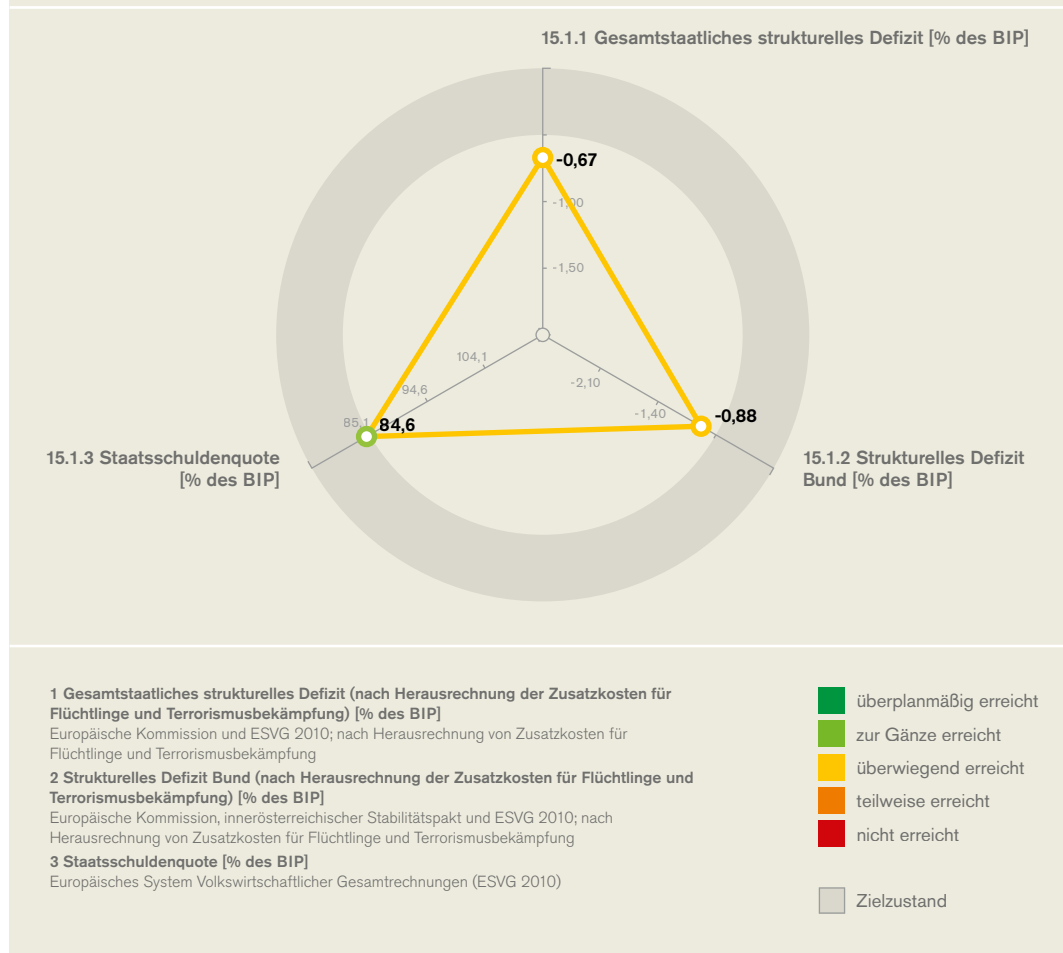 15.1.1 Gesamtstaatliches strukturelles Defizit [% des BIP]
-0,67
-1,00
-1,50
104,1
-2,10
94,6
-1,40
85,1
84,6
-0,88
15.1.3 Staatsschuldenquote
[% des BIP]
15.1.2 Strukturelles Defizit
Bund [% des BIP]
1 Gesamtstaatliches strukturelles Defizit (nach Herausrechnung der Zusatzkosten für
Flüchtlinge und Terrorismusbekämpfung) [% des BIP]
Europäische Kommission und ESVG 2010; nach Herausrechnung von Zusatzkosten für
Flüchtlinge und Terrorismusbekämpfung
2 Strukturelles Defizit Bund (nach Herausrechnung der Zusatzkosten für Flüchtlinge und
Terrorismusbekämpfung) [% des BIP]
Europäische Kommission, innerösterreichischer Stabilitätspakt und ESVG 2010; nach
Herausrechnung von Zusatzkosten für Flüchtlinge und Terrorismusbekämpfung
3 Staatsschuldenquote [% des BIP]
Europäisches System Volkswirtschaftlicher Gesamtrechnungen (ESVG 2010)
überplanmäßig erreicht
zur Gänze erreicht
überwiegend erreicht
teilweise erreicht
nicht erreicht
Zielzustand